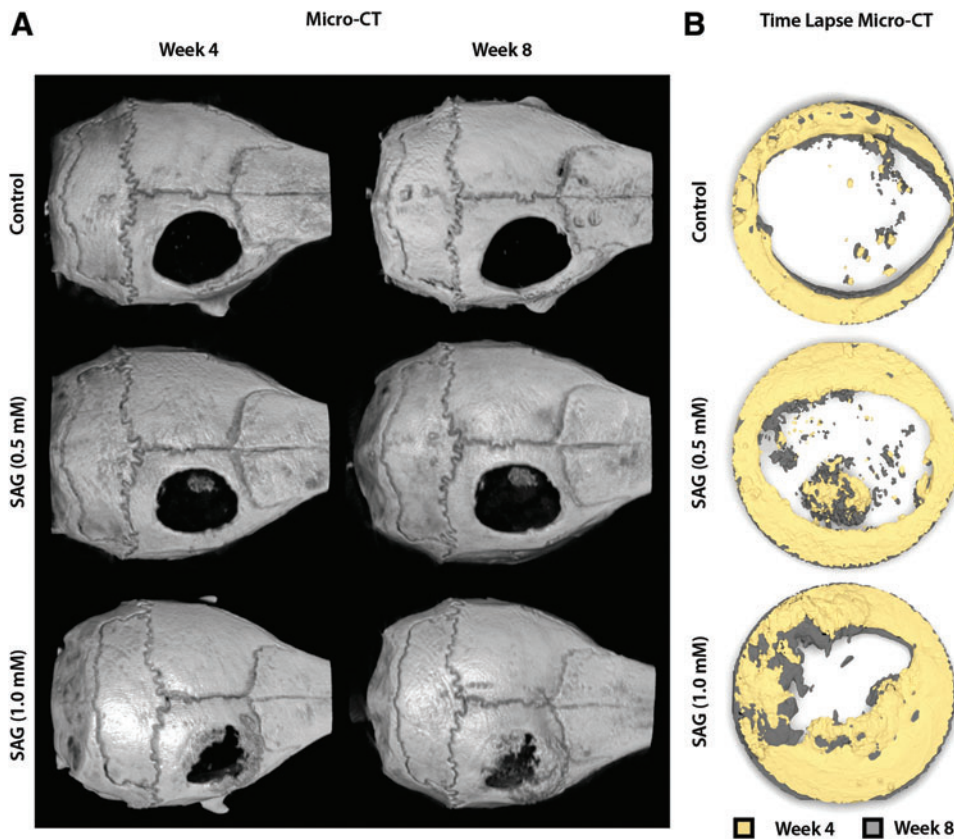 A
Micro-CT
B
Time Lapse Micro-CT
Week 4
Week 8
Control
Control
SAG (0.5 mM)
SAG (0.5 mM)
SAG (1.0 mM)
SAG (1.0 mM)
Week 4
Week 8